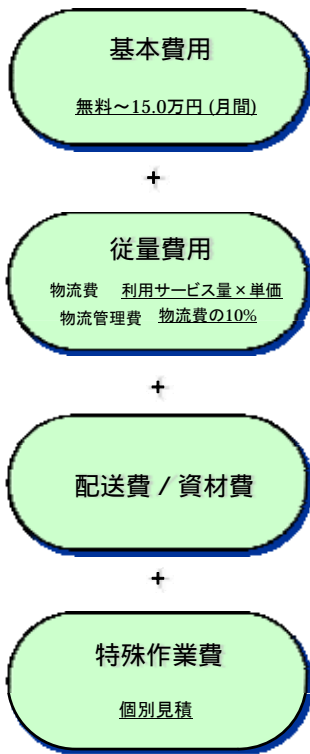 基本費用
無料～15.0万円 (月間)
+
従量費用
物流費 利用サービス量×単価
物流管理費 物流費の10%
+
配送費 / 資材費
+
特殊作業費
個別見積